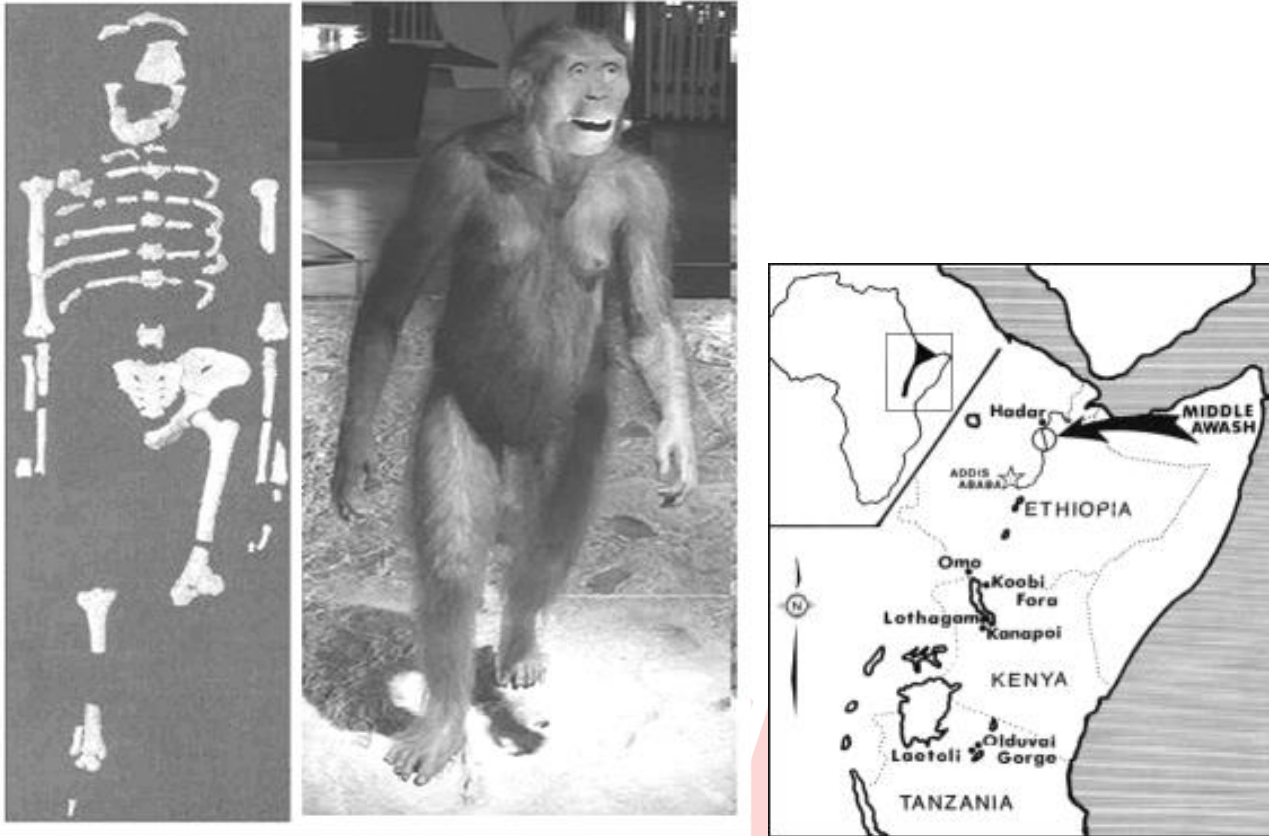 Hadar
MIDDLE
AWASH
ADDIS
ABABA
ETHIOPIA
Omo
Koobi
Fora
Lothagam
Kanapoi
KENYA
Olduvai
Laetoli Gorge
TANZANIA
N